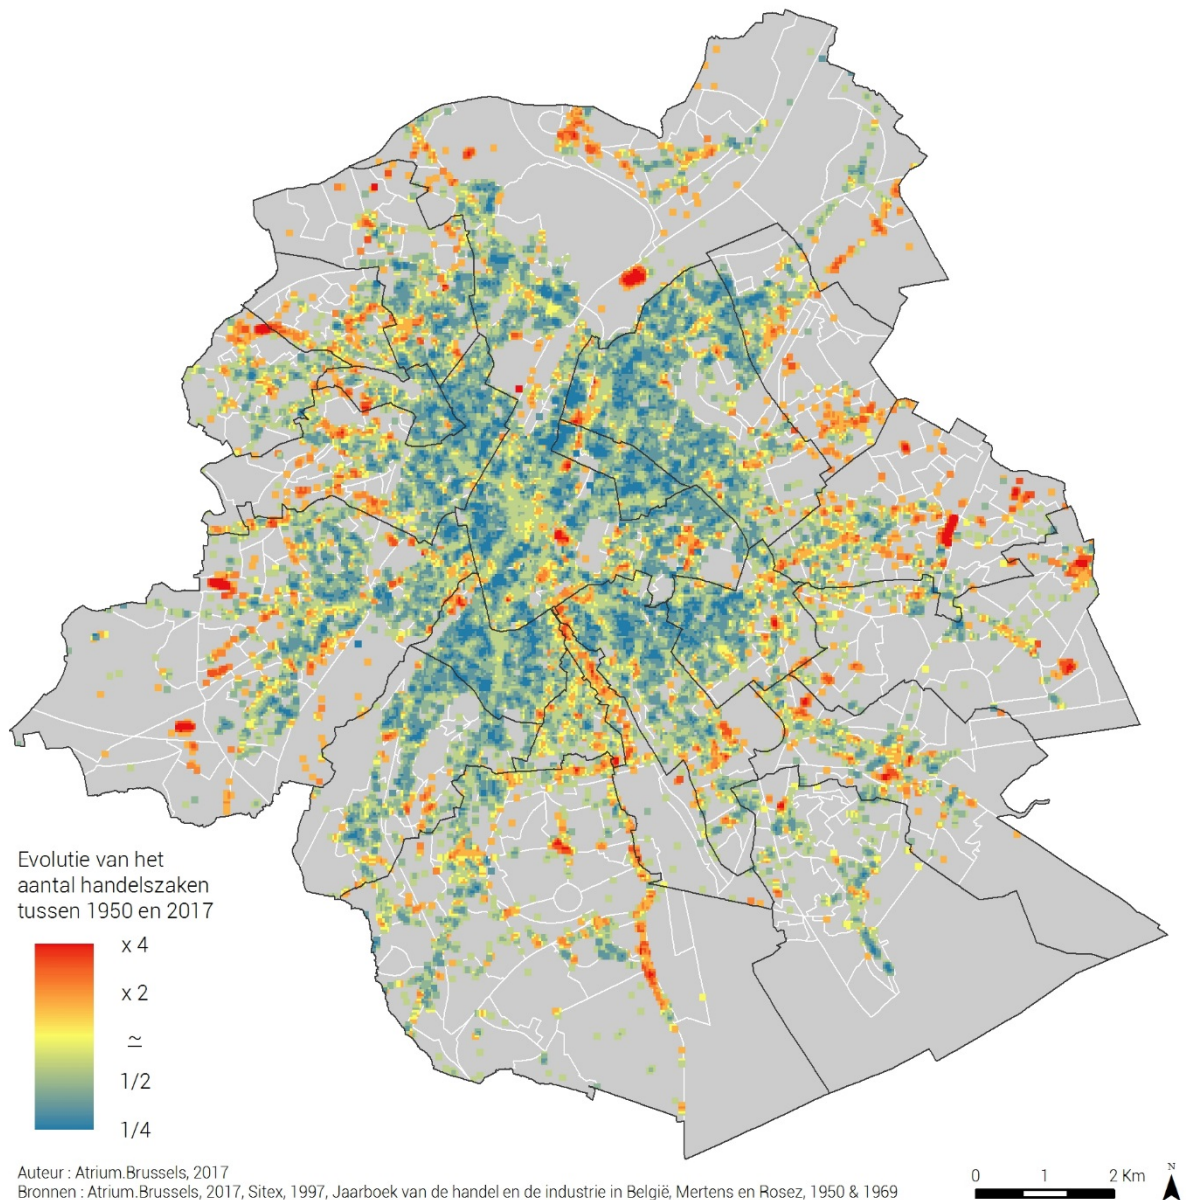 Evolutie van het
aantal handelszaken
tussen 1950 en 2017
x 4
x 2
≃
1/2
1/4
Auteur : Atrium.Brussels, 2017
Bronnen : Atrium.Brussels, 2017, Sitex, 1997, Jaarboek van de handel en de industrie in België, Mertens en Rosez, 1950 & 1969
0 1 2 Km
N